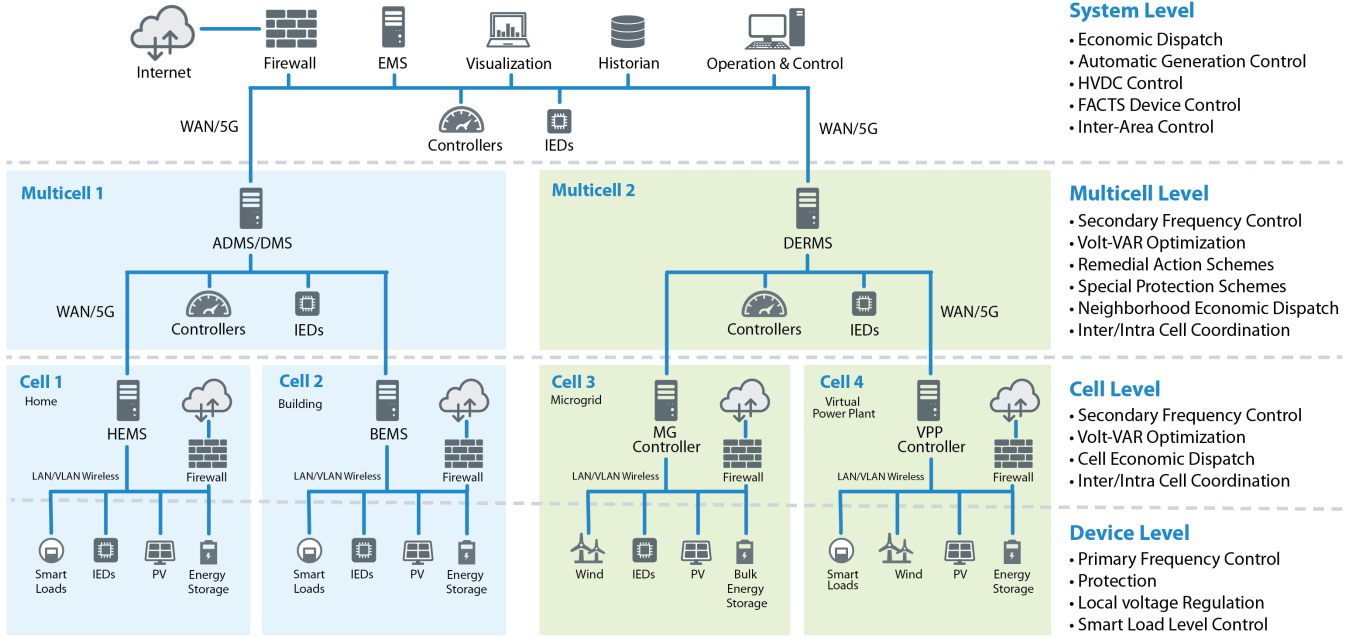 Internet
Firewall
EMS
Visualization
Historian
Operation & Control
WAN/5G
Controllers
IEDs
WAN/5G
System Level
• Economic Dispatch
• Automatic Generation Control
• HVDC Control
• FACTS Device Control
• Inter-Area Control
Multicell 1
ADMS/DMS
WAN/5G
Controllers
IEDs
Multicell 2
DERMS
Controllers
IEDs
WAN/5G
Multicell Level
• Secondary Frequency Control
• Volt-VAR Optimization
• Remedial Action Schemes
• Special Protection Schemes
• Neighborhood Economic Dispatch
• Inter/Intra Cell Coordination
Cell 1
Home
HEMS
LAN/VLAN Wireless
Firewall
Smart
Loads
IEDs
PV
Energy
Storage
Cell 2
Building
BEMS
LAN/VLAN Wireless
Firewall
Smart
Loads
IEDs
PV
Energy
Storage
Cell 3
Microgrid
MG
Controller
LAN/VLAN Wireless
Firewall
Wind
IEDs
PV
Bulk
Energy
Storage
Cell 4
Virtual
Power Plant
VPP
Controller
LAN/VLAN Wireless
Firewall
Smart
Loads
Wind
PV
Energy
Storage
Cell Level
• Secondary Frequency Control
• Volt-VAR Optimization
• Cell Economic Dispatch
• Inter/Intra Cell Coordination
Device Level
• Primary Frequency Control
• Protection
• Local voltage Regulation
• Smart Load Level Control